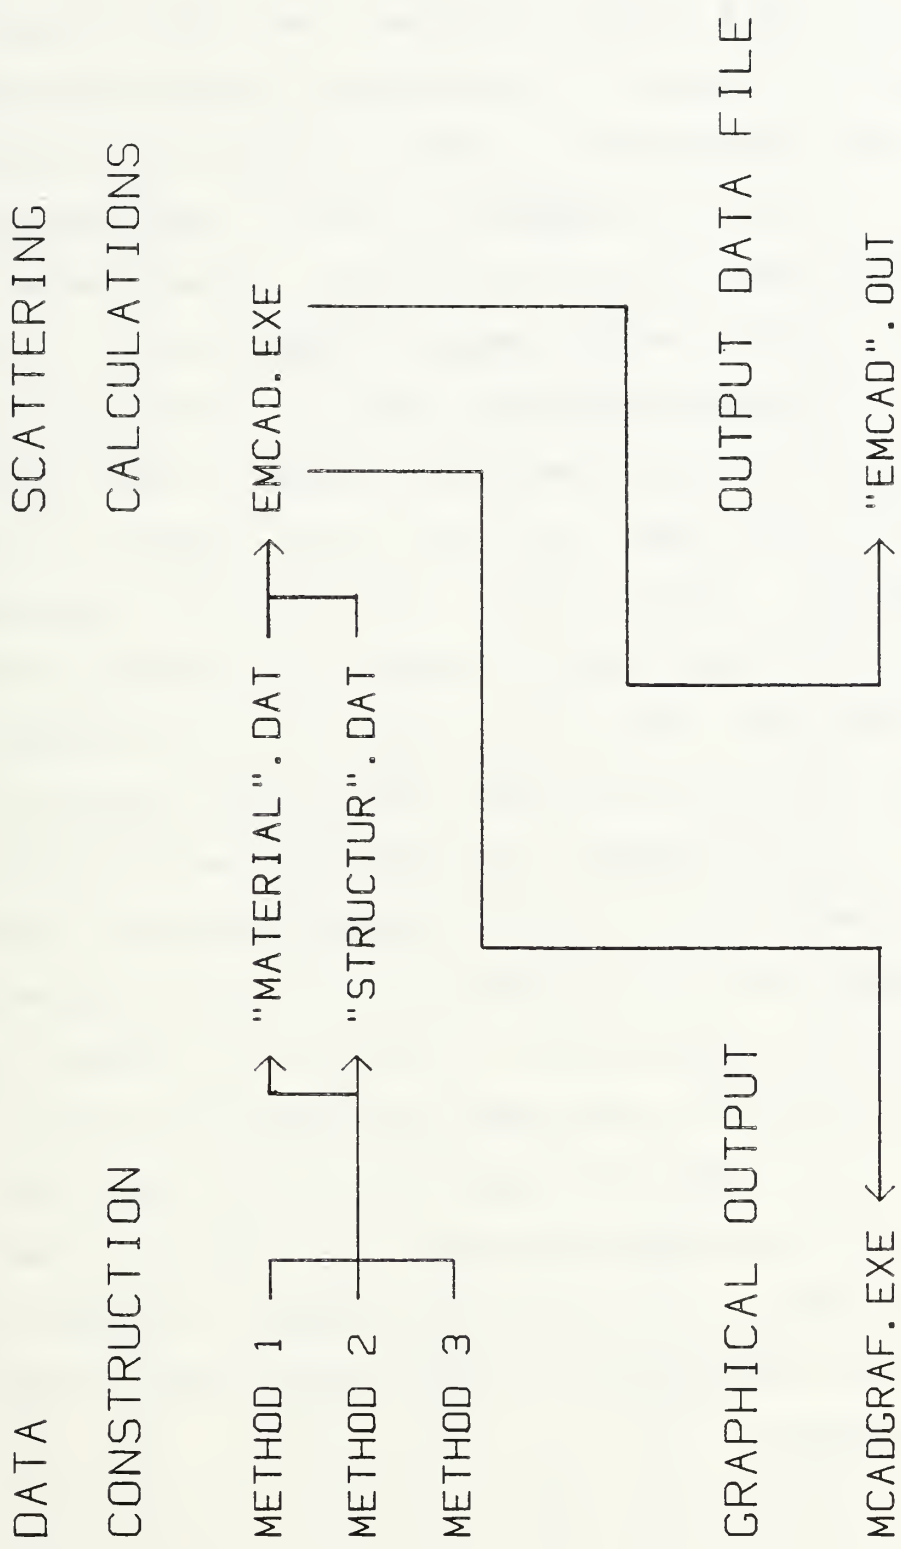 DATA
CONSTRUCTION
SCATTERING
CALCULATIONS
METHOD 1
METHOD 2
METHOD 3
"MATERIAL".DAT
"STRUCTUR".DAT
EMCAD.EXE
GRAPHICAL OUTPUT
OUTPUT DATA FILE
MCADGRAF.EXE
"EMCAD".OUT